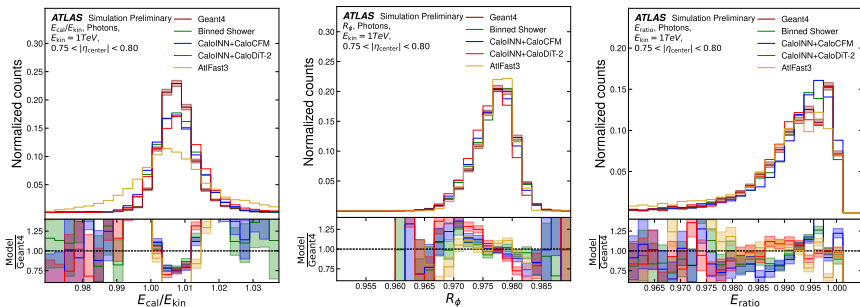 ATLAS Simulation Preliminary
E_cal/E_kin, Photons,
E_kin = 1TeV,
0.75 < |η_center| < 0.80
Geant4
Binned Shower
CaloINN+CaloCFM
CaloINN+CaloDiT-2
AtlFast3
Normalized counts
0.30
0.25
0.20
0.15
0.10
0.05
Model
Geant4
1.25
1.00
0.75
0.98 0.99 1.00 1.01 1.02 1.03
E_cal/E_kin
ATLAS Simulation Preliminary
R_ϕ, Photons,
E_kin = 1TeV,
0.75 < |η_center| < 0.80
Geant4
Binned Shower
CaloINN+CaloCFM
CaloINN+CaloDiT-2
AtlFast3
Normalized counts
0.30
0.25
0.20
0.15
0.10
0.05
Model
Geant4
1.25
1.00
0.75
0.955 0.960 0.965 0.970 0.975 0.980 0.985
R_ϕ
ATLAS Simulation Preliminary
E_ratio, Photons,
E_kin = 1TeV,
0.75 < |η_center| < 0.80
Geant4
Binned Shower
CaloINN+CaloCFM
CaloINN+CaloDiT-2
AtlFast3
Normalized counts
0.20
0.15
0.10
0.05
Model
Geant4
1.25
1.00
0.75
0.965 0.970 0.975 0.980 0.985 0.990 0.995 1.000
E_ratio